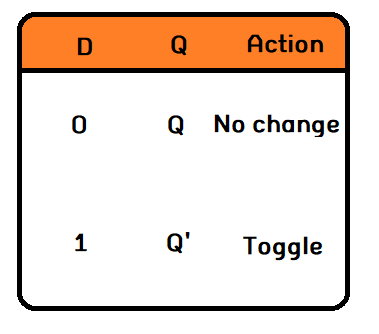 D Q Action
0 Q No change
1 Q' Toggle